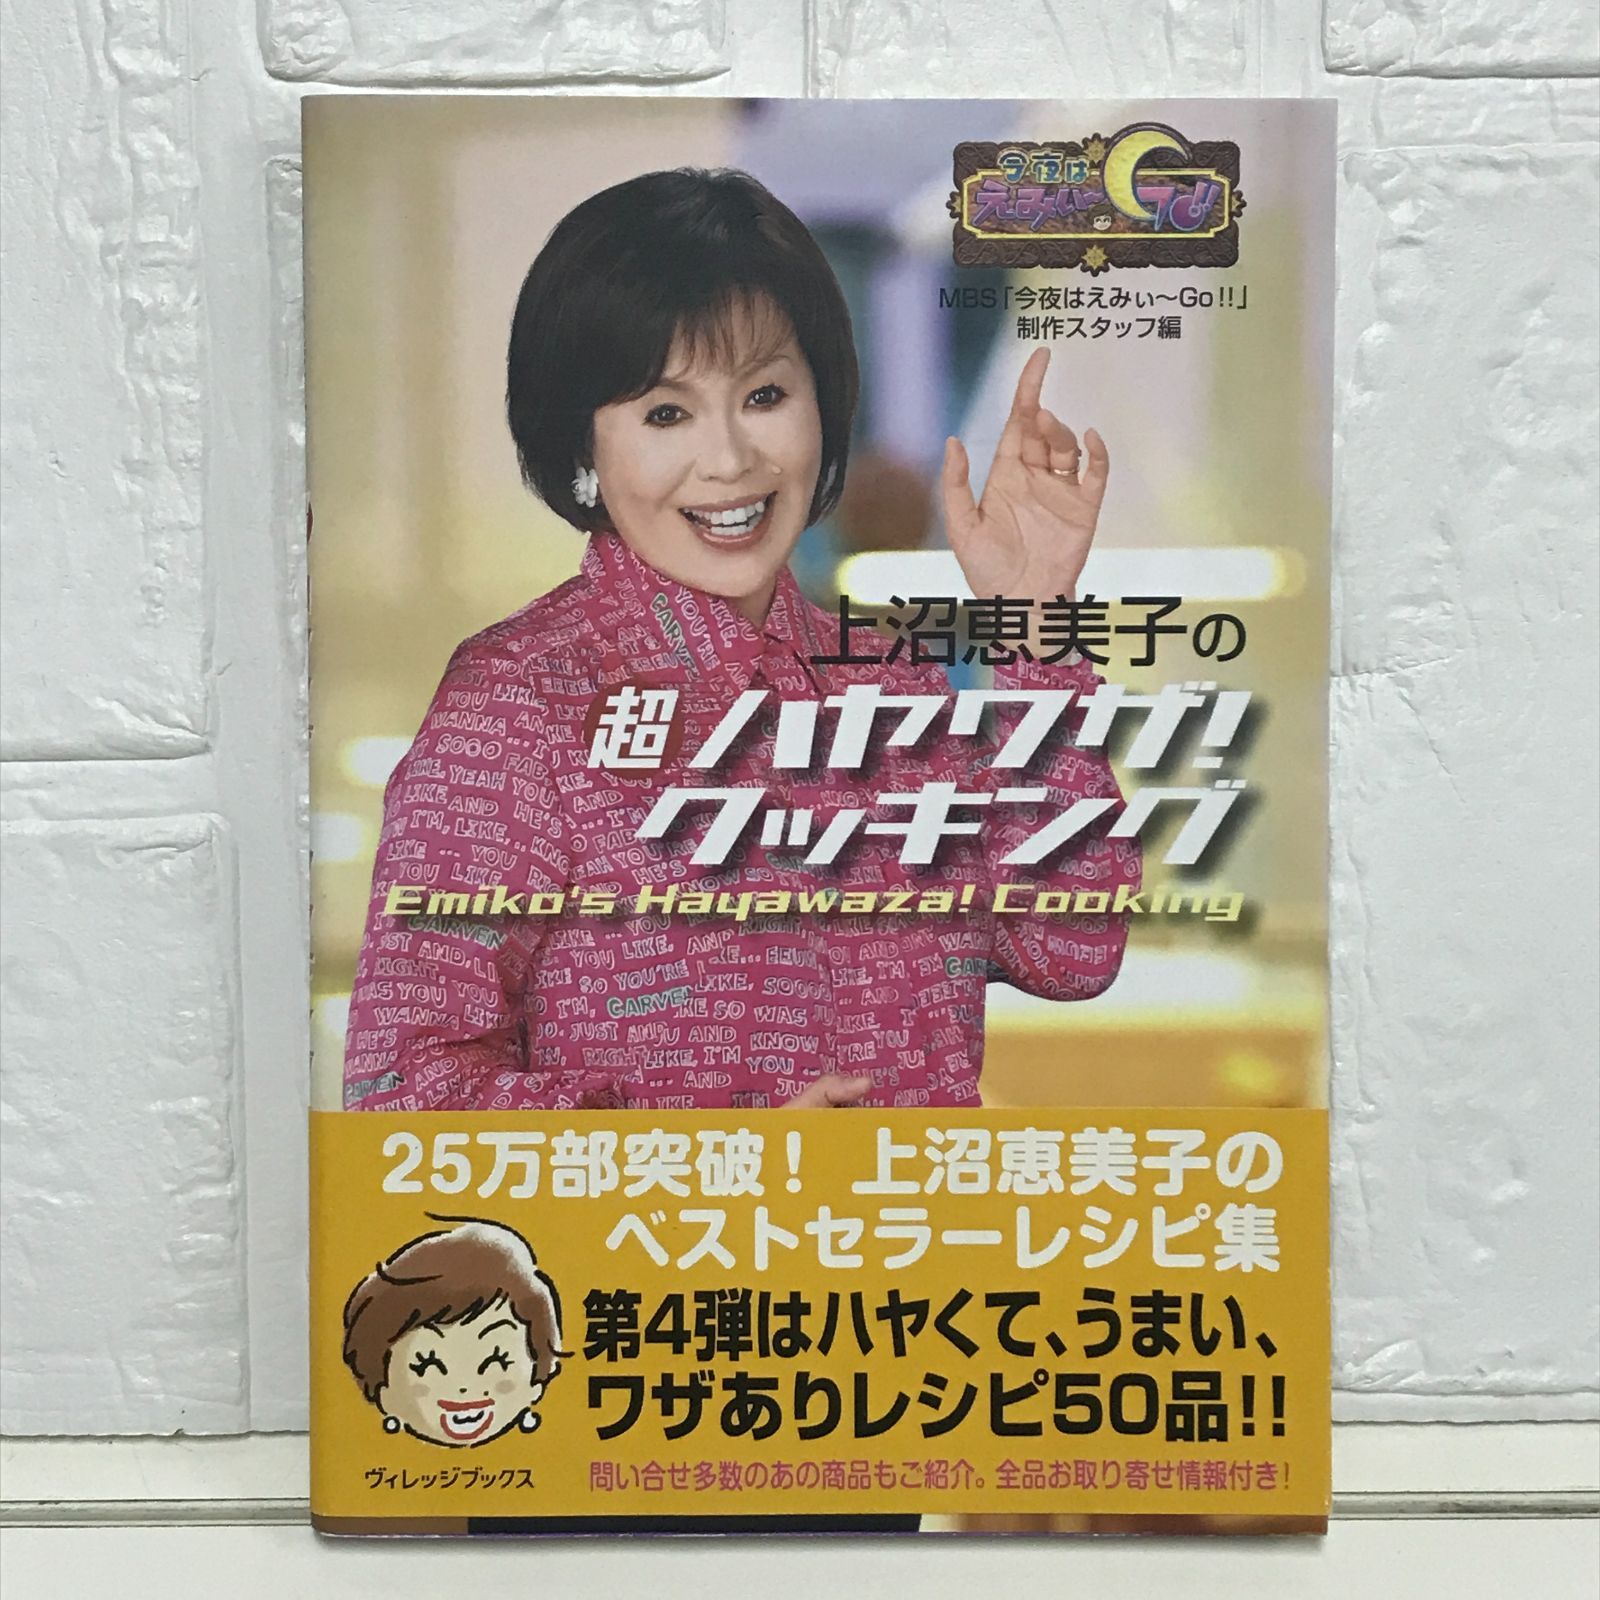 今夜は
えみぃ~GO!!
MBS「今夜はえみぃ~Go!!」
制作スタッフ編
上沼恵美子の
超ハヤワザ!
クッキング
Emiko's Hayawaza! Cooking
25万部突破! 上沼恵美子の
ベストセラーレシピ集
第4弾はハヤくて、うまい、
ワザありレシピ50品!!
ヴィレッジブックス
問い合せ多数のあの商品もご紹介。全品お取り寄せ情報付き!